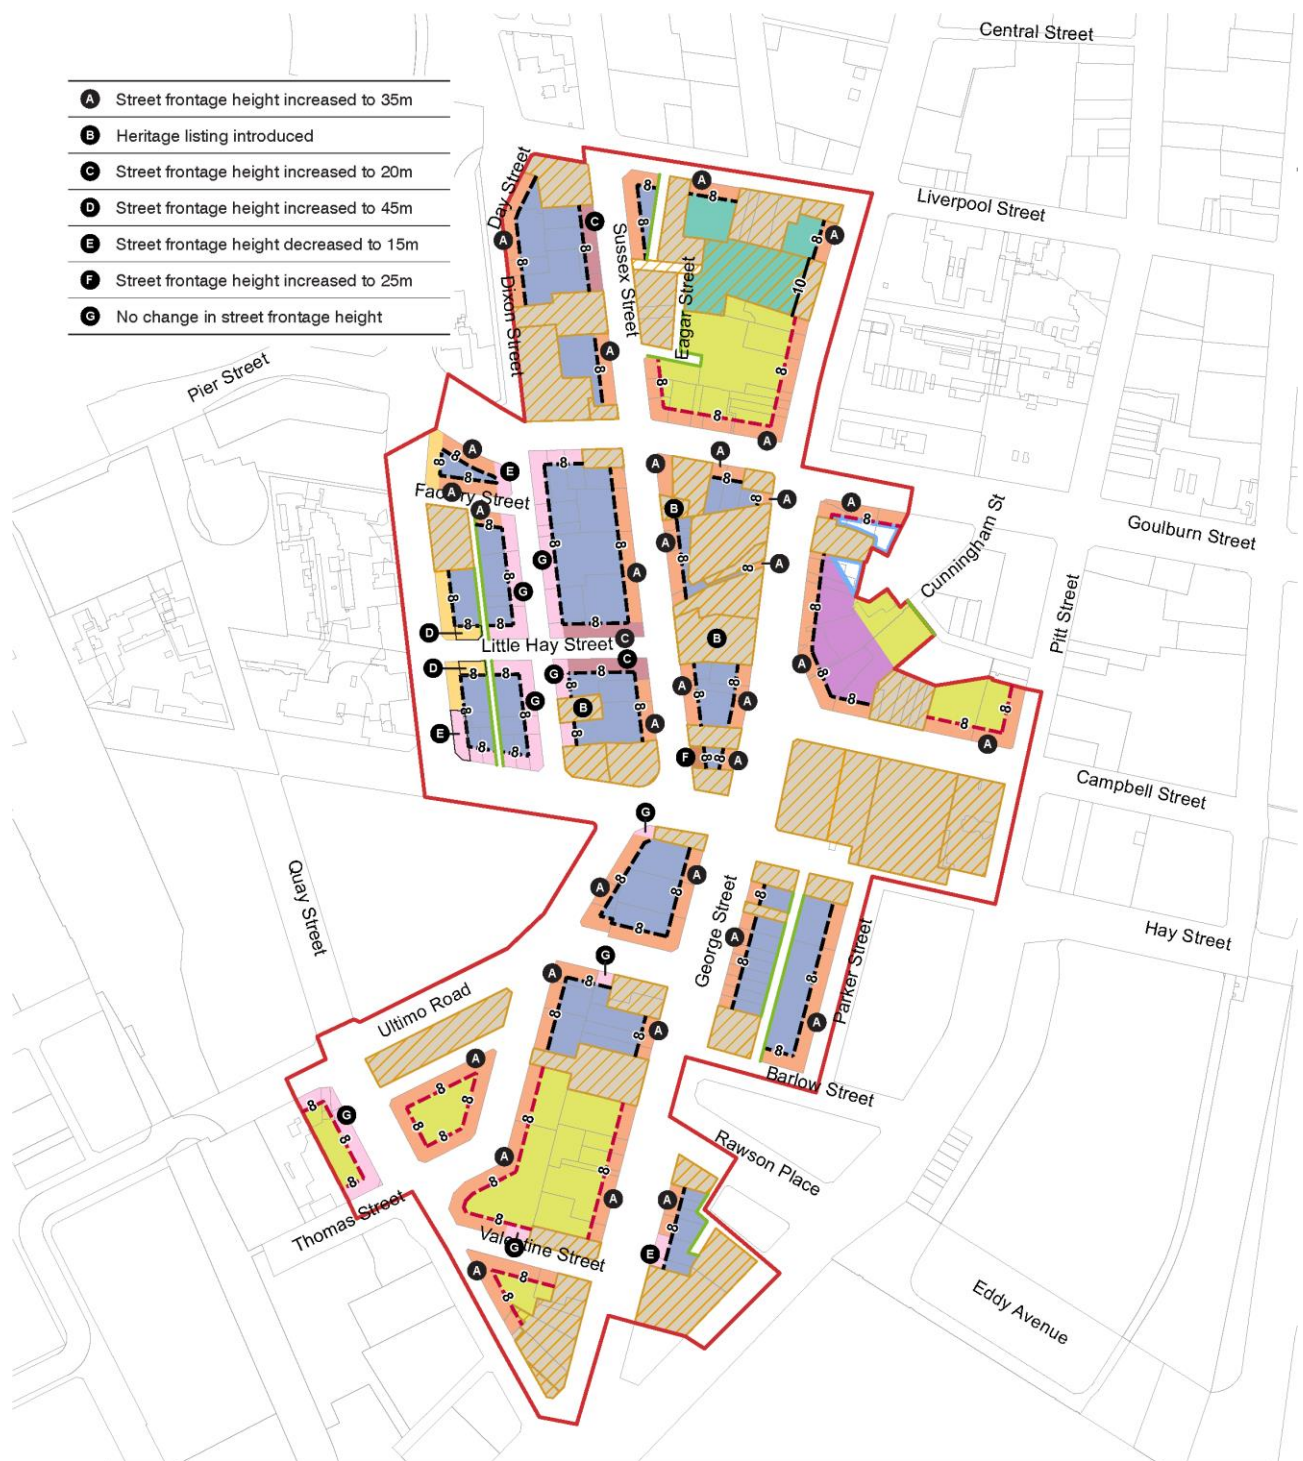 Central Street
A Street frontage height increased to 35m
B Heritage listing introduced
C Street frontage height increased to 20m
D Street frontage height increased to 45m
E Street frontage height decreased to 15m
F Street frontage height increased to 25m
G No change in street frontage height
Day Street
Liverpool Street
Sussex Street
Eagar Street
Dixon Street
Pier Street
Factory Street
Goulburn Street
Cunningham St
Pitt Street
Little Hay Street
Campbell Street
Quay Street
George Street
Hay Street
Parker Street
Ultimo Road
Barlow Street
Rawson Place
Thomas Street
Valentine Street
Eddy Avenue